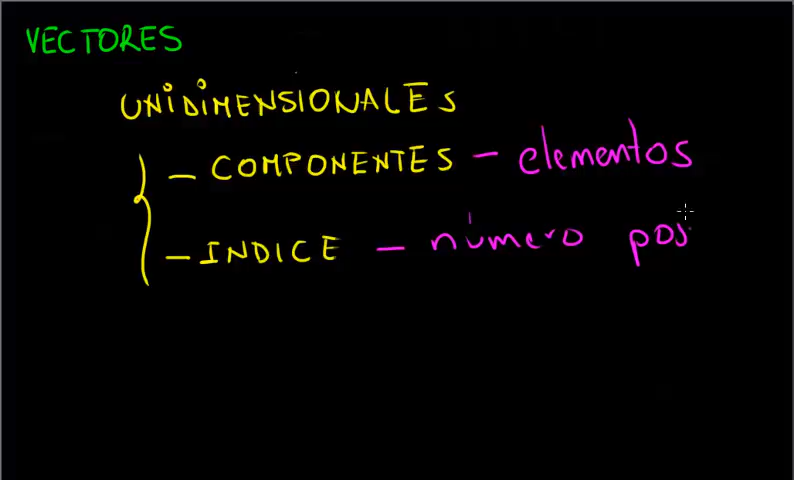 VECTORES
UNIDIMENSIONALES
- COMPONENTES - elementos
- INDICE - número pos